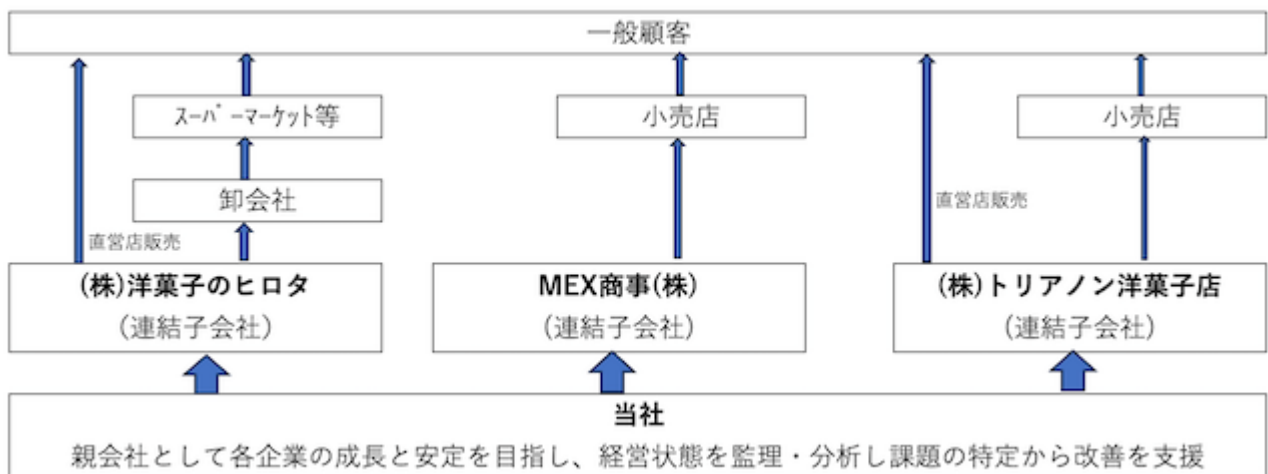 一般顧客
スーパーマーケット等
小売店
小売店
卸会社
直営店販売
直営店販売
(株)洋菓子のヒロタ
(連結子会社)
MEX商事(株)
(連結子会社)
(株)トリアノン洋菓子店
(連結子会社)
当社
親会社として各企業の成長と安定を目指し、経営状態を監理・分析し課題の特定から改善を支援